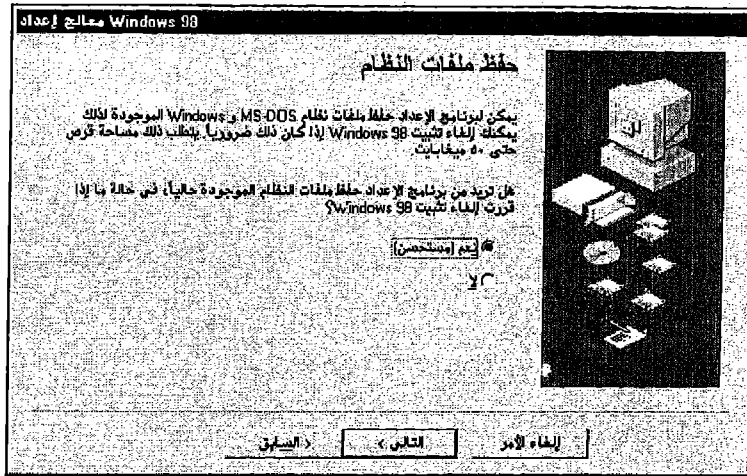 معالج إعداد Windows 98
حفظ ملفات النظام
يمكن لبرنامج الإعداد حفظ ملفات نظام MS-DOS و Windows الموجودة لذلك
يمكنك إلغاء تثبيت Windows 98 إذا كان ذلك ضرورياً. يتطلب ذلك مساحة قرص
حتى ٥٠ ميغابايت.
هل تريد من برنامج الإعداد حفظ ملفات النظام الموجودة حالياً، في حالة ما إذا
قررت إلغاء تثبيت Windows 98؟
نعم (مستحسن)
لا
< السابق
التالي >
إلغاء الأمر